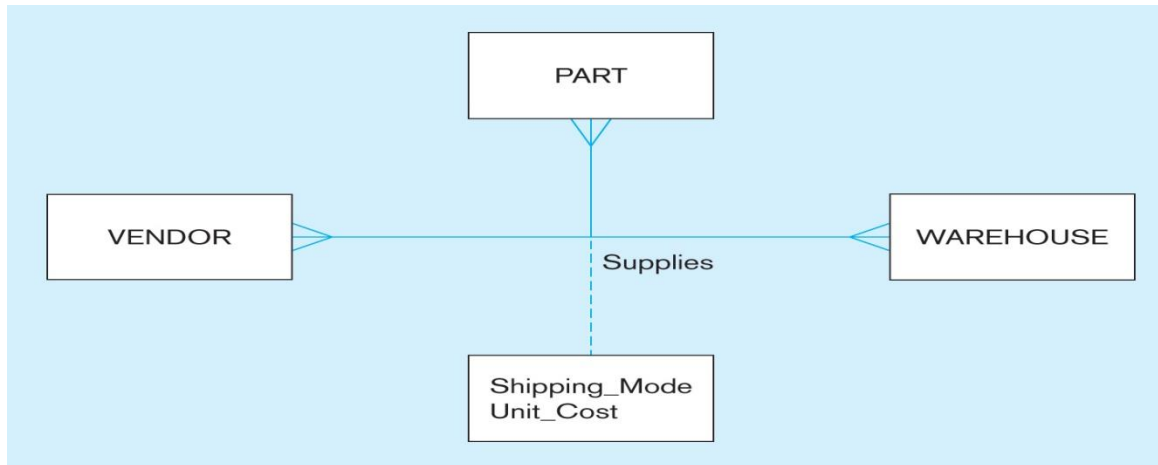 PART
VENDOR
WAREHOUSE
Supplies
Shipping_Mode
Unit_Cost